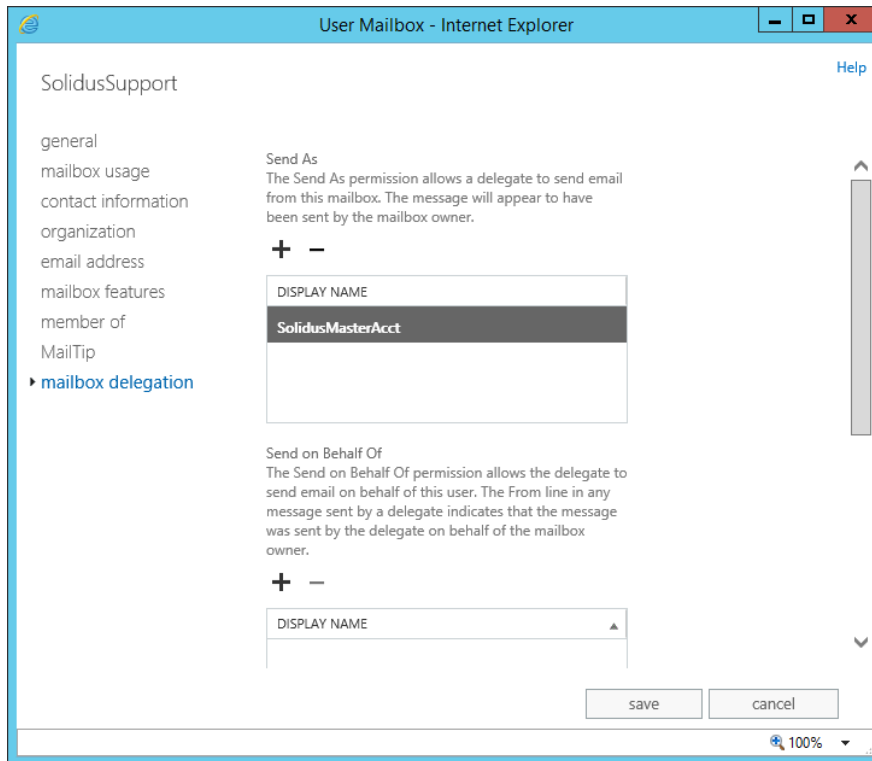 User Mailbox - Internet Explorer
Help
SolidusSupport
general
mailbox usage
contact information
organization
email address
mailbox features
member of
MailTip
mailbox delegation
Send As
The Send As permission allows a delegate to send email
from this mailbox. The message will appear to have
been sent by the mailbox owner.
DISPLAY NAME
SolidusMasterAcct
Send on Behalf Of
The Send on Behalf Of permission allows the delegate to
send email on behalf of this user. The From line in any
message sent by a delegate indicates that the message
was sent by the delegate on behalf of the mailbox
owner.
DISPLAY NAME
save
cancel
100%